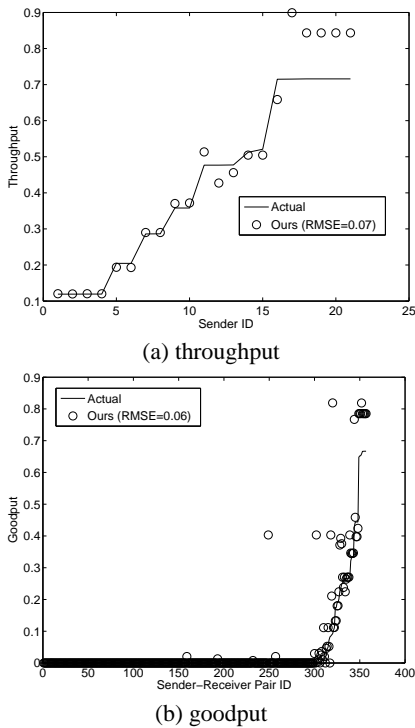 0.9
0.8
0.7
0.6
0.5
0.4
0.3
0.2
0.1
Throughput
Actual
Ours (RMSE=0.07)
0 5 10 15 20 25
Sender ID
(a) throughput
0.9
0.8
0.7
0.6
0.5
0.4
0.3
0.2
0.1
0
Goodput
Actual
Ours (RMSE=0.06)
0 50 100 150 200 250 300 350 400
Sender−Receiver Pair ID
(b) goodput